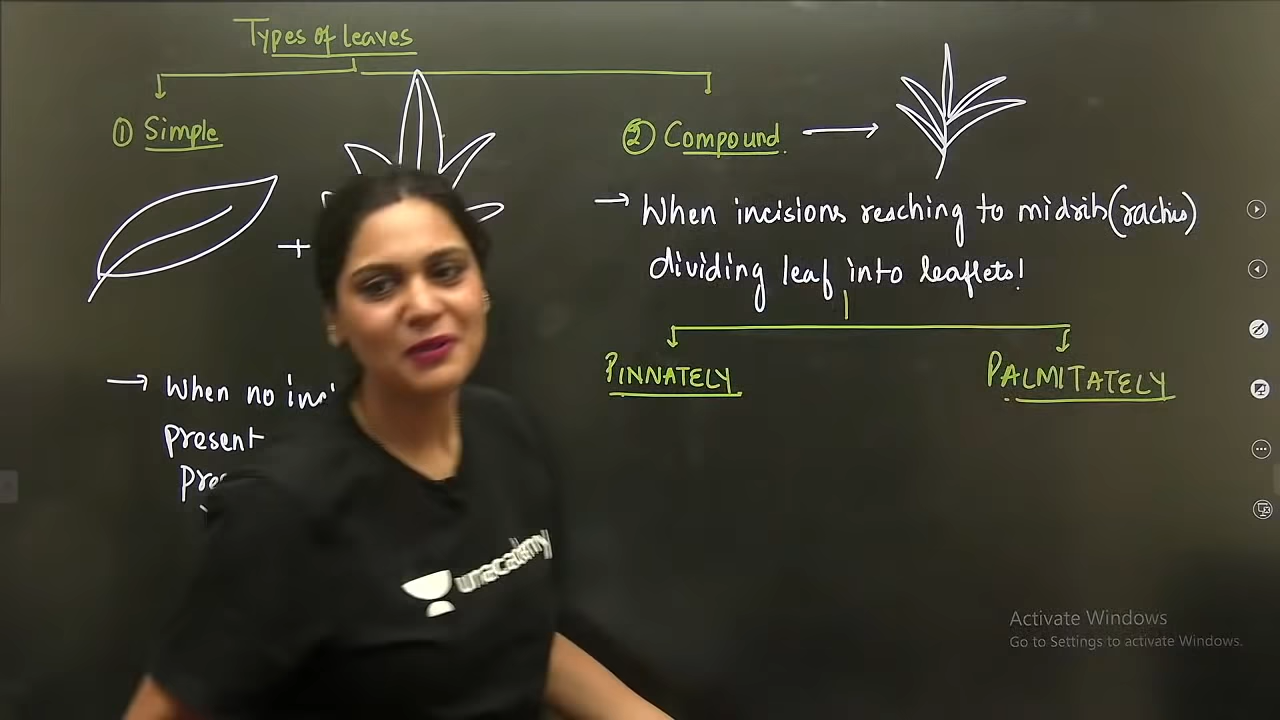 Types of leaves
① Simple
② Compound
→ When incisions reaching to midrib (rachis)
dividing leaf into leaflets!
PINNATELY
PALMITATELY
→ When no
present
unacademy
Activate Windows
Go to Settings to activate Windows.